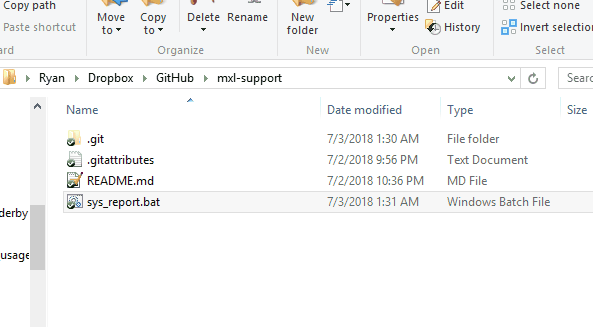 Copy path
Paste shortcut
ard
Move to
Copy to
Delete
Rename
Organize
New folder
New
Properties
Edit
History
Open
Select none
Invert selection
Select
Ryan > Dropbox > GitHub > mxl-support
Sear
Name Date modified Type Size
.git 7/3/2018 1:30 AM File folder
.gitattributes 7/2/2018 9:56 PM Text Document
README.md 7/2/2018 10:36 PM MD File
sys_report.bat 7/3/2018 1:31 AM Windows Batch File
derby
usage